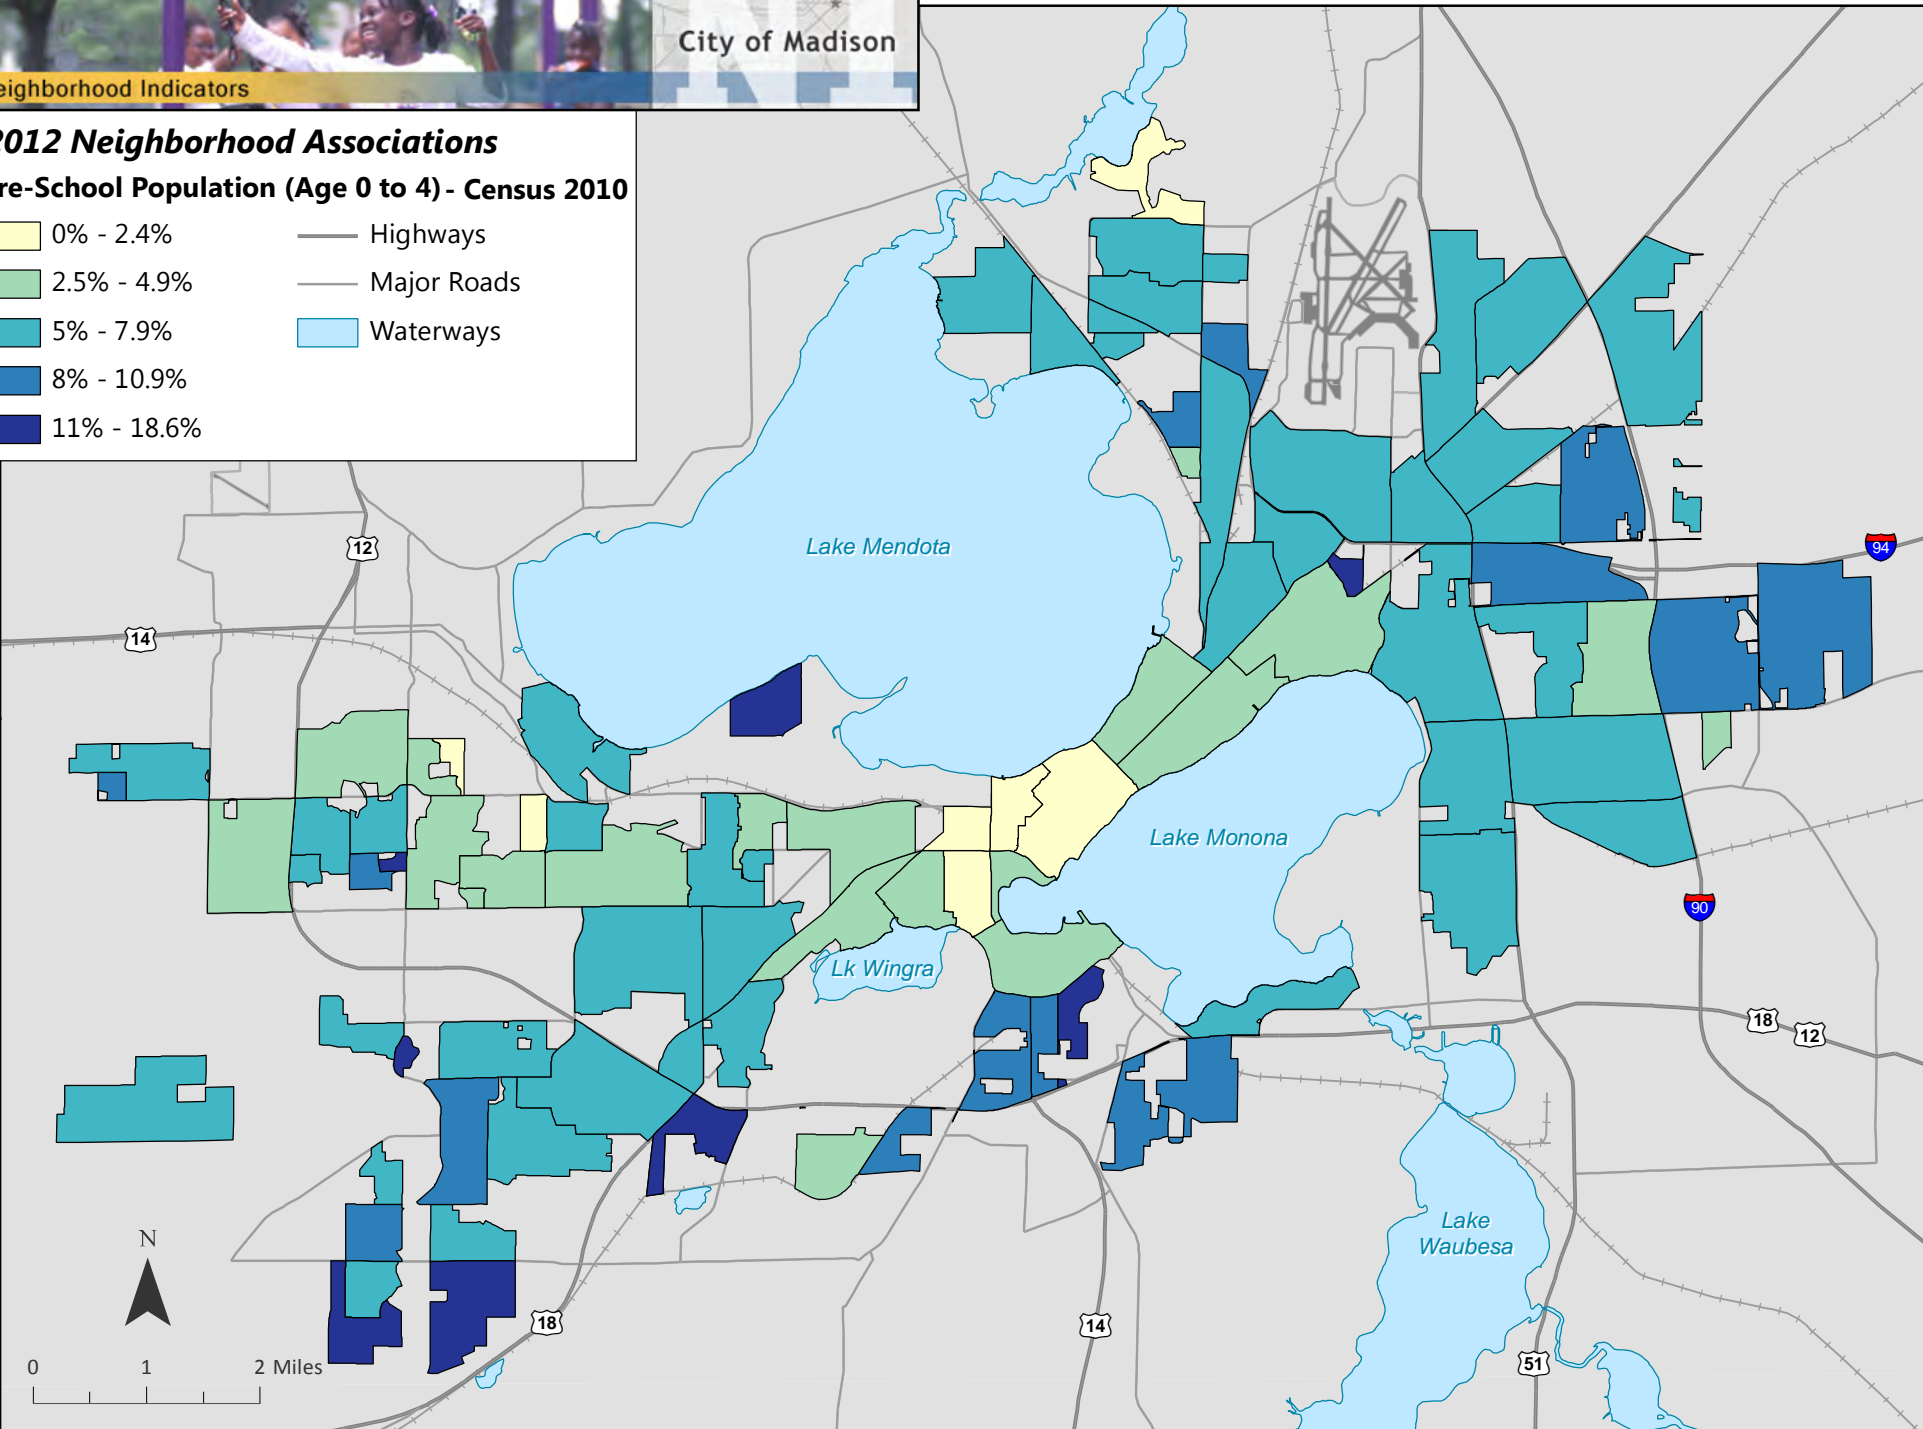 City of Madison
eighborhood Indicators
2012 Neighborhood Associations
re-School Population (Age 0 to 4) - Census 2010
0% - 2.4%
2.5% - 4.9%
5% - 7.9%
8% - 10.9%
11% - 18.6%
Highways
Major Roads
Waterways
12
Lake Mendota
94
14
Lake Monona
90
Lk Wingra
18
12
Lake
Waubesa
N
18
14
51
0 1 2 Miles